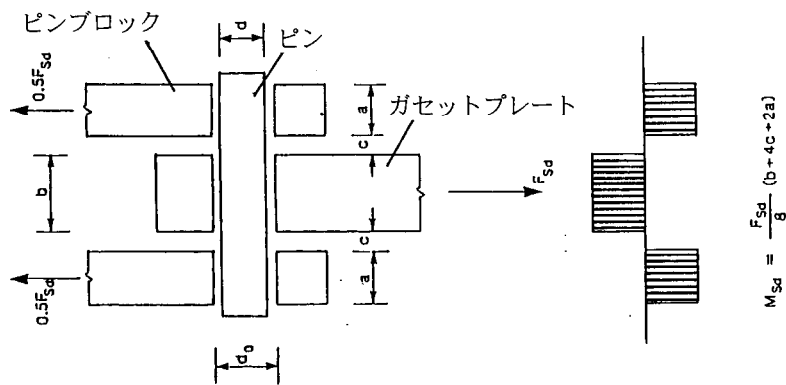 ピンブロック
ピン
ガセットプレート
d
0.5F_Sd
a
c
b
F_Sd
c
a
0.5F_Sd
d_0
M_Sd = F_Sd/8 (b+4c+2a)